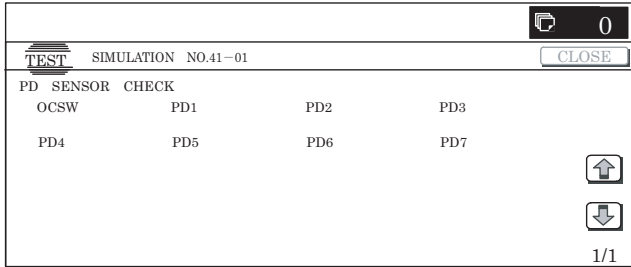 0
TEST SIMULATION NO.41-01 CLOSE
PD SENSOR CHECK
OCSW PD1 PD2 PD3
PD4 PD5 PD6 PD7
1/1